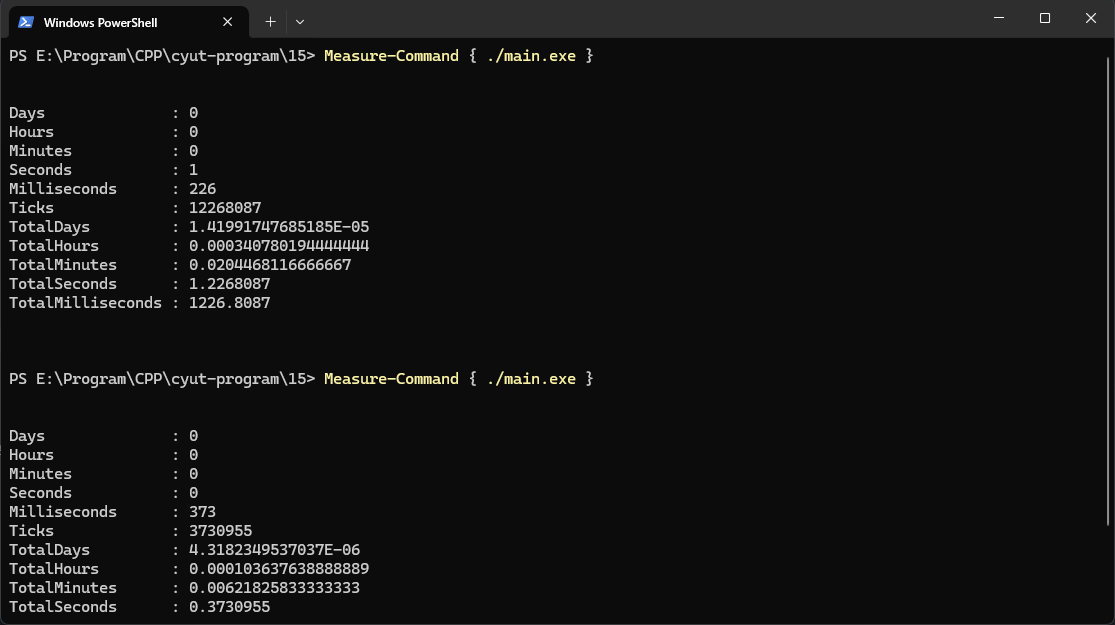 Windows PowerShell
PS E:\Program\CPP\cyut-program\15> Measure-Command { ./main.exe }
Days              : 0
Hours             : 0
Minutes           : 0
Seconds           : 1
Milliseconds      : 226
Ticks             : 12268087
TotalDays         : 1.41991747685185E-05
TotalHours        : 0.000340780194444444
TotalMinutes      : 0.0204468116666667
TotalSeconds      : 1.2268087
TotalMilliseconds : 1226.8087
PS E:\Program\CPP\cyut-program\15> Measure-Command { ./main.exe }
Days              : 0
Hours             : 0
Minutes           : 0
Seconds           : 0
Milliseconds      : 373
Ticks             : 3730955
TotalDays         : 4.3182349537037E-06
TotalHours        : 0.000103637638888889
TotalMinutes      : 0.00621825833333333
TotalSeconds      : 0.3730955